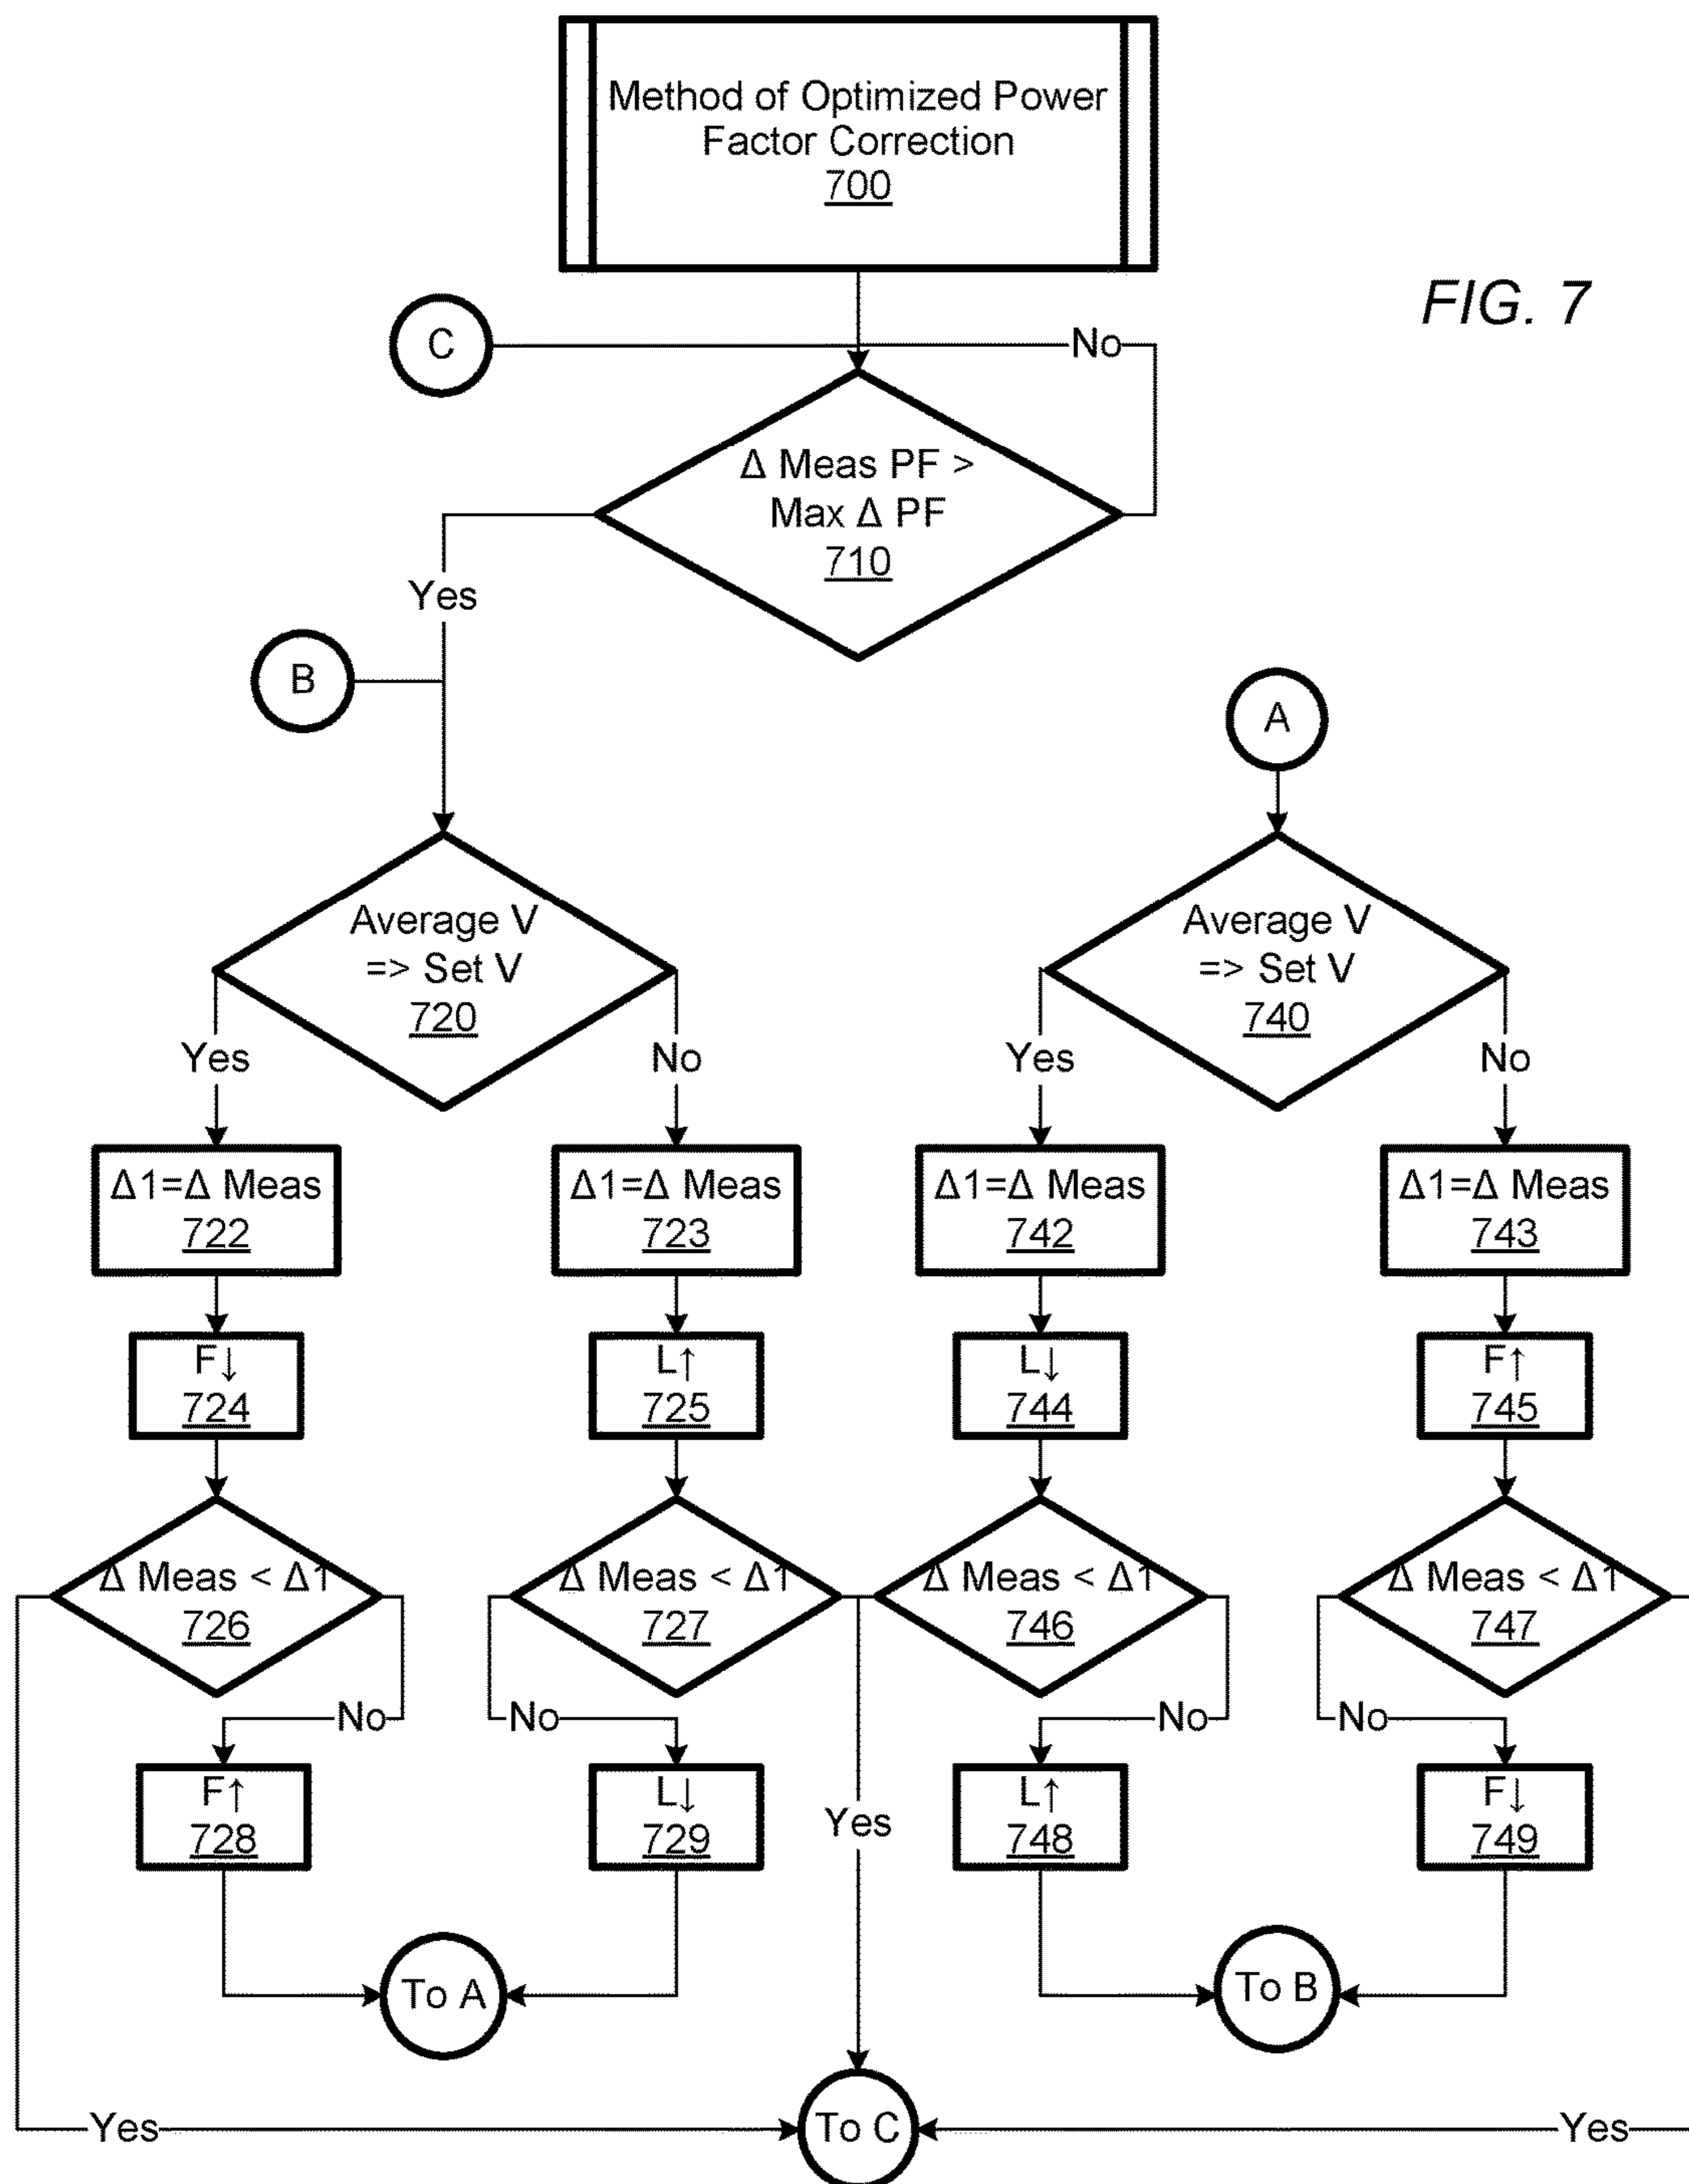 Method of Optimized Power
Factor Correction
700
FIG. 7
C
No
Δ Meas PF >
Max Δ PF
710
Yes
B
A
Average V
=> Set V
720
Average V
=> Set V
740
Yes
No
Yes
No
Δ1=Δ Meas
722
Δ1=Δ Meas
723
Δ1=Δ Meas
742
Δ1=Δ Meas
743
F↓
724
L↑
725
L↓
744
F↑
745
Δ Meas < Δ1
726
Δ Meas < Δ1
727
Δ Meas < Δ1
746
Δ Meas < Δ1
747
No
No
No
No
F↑
728
L↓
729
Yes
L↑
748
F↓
749
To A
To B
Yes
To C
Yes